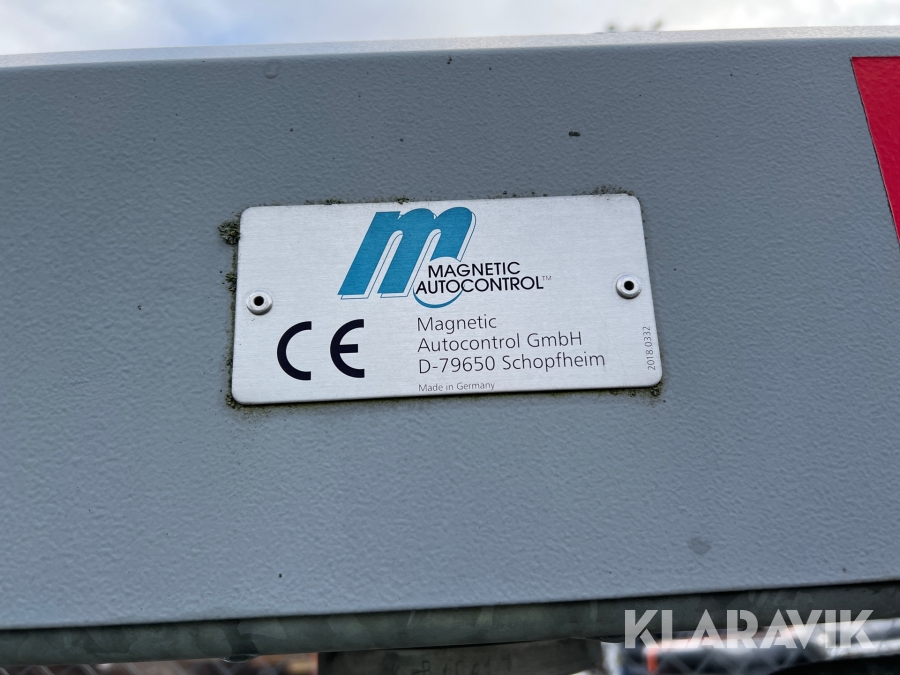 m
MAGNETIC
AUTOCONTROL™
CE
Magnetic
Autocontrol GmbH
D-79650 Schopfheim
Made in Germany
2018.0332
KLARAVIK